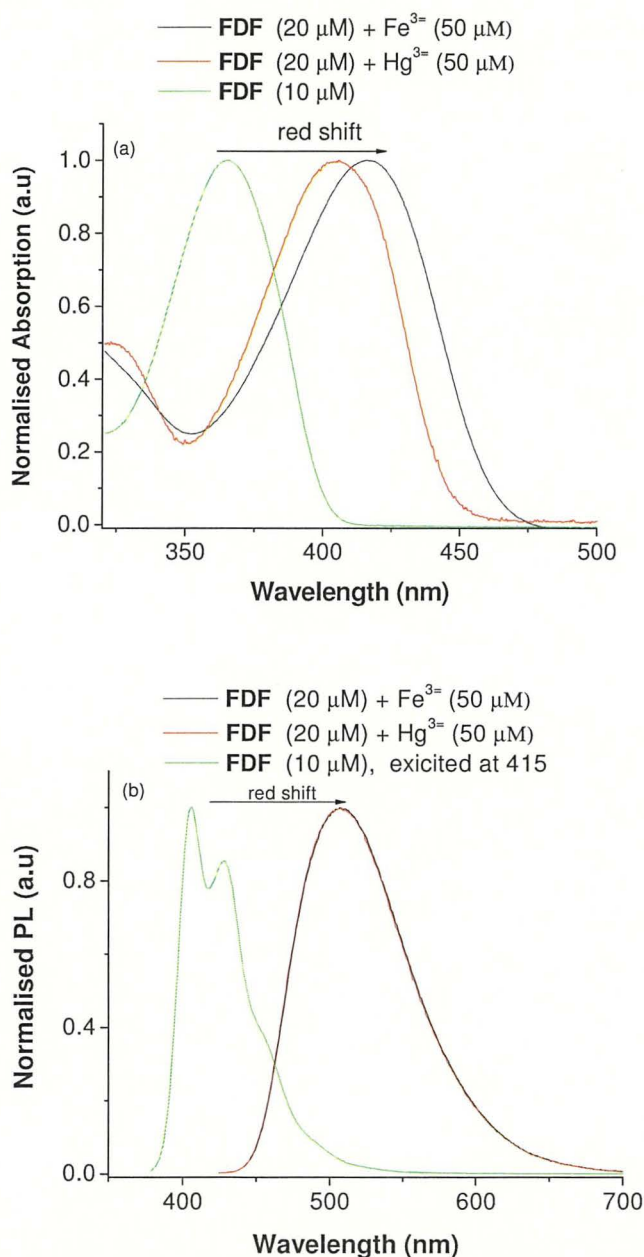 FDF (20 μM) + Fe³⁼ (50 μM)
FDF (20 μM) + Hg³⁼ (50 μM)
FDF (10 μM)
(a)
red shift
1.0
0.8
0.6
0.4
0.2
0.0
Normalised Absorption (a.u)
350 400 450 500
Wavelength (nm)
FDF (20 μM) + Fe³⁼ (50 μM)
FDF (20 μM) + Hg³⁼ (50 μM)
FDF (10 μM), exicited at 415
(b)
red shift
0.8
0.4
0.0
Normalised PL (a.u)
400 500 600 700
Wavelength (nm)